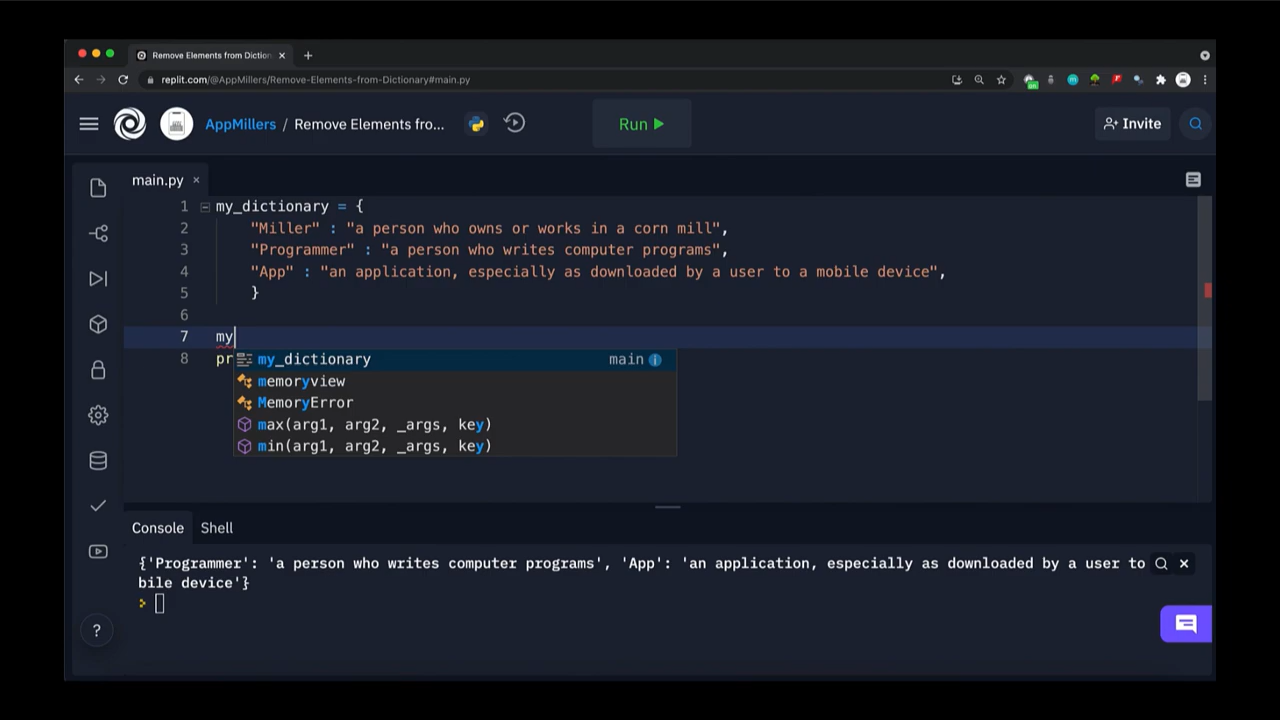 Remove Elements from Diction
replit.com/@AppMillers/Remove-Elements-from-Dictionary#main.py
AppMillers / Remove Elements fro...
Run
Invite
main.py
1 my_dictionary = {
2 "Miller" : "a person who owns or works in a corn mill",
3 "Programmer" : "a person who writes computer programs",
4 "App" : "an application, especially as downloaded by a user to a mobile device",
5 }
6
7 my
8 pr
my_dictionary main
memoryview
MemoryError
max(arg1, arg2, _args, key)
min(arg1, arg2, _args, key)
Console Shell
{'Programmer': 'a person who writes computer programs', 'App': 'an application, especially as downloaded by a user to
bile device'}
>
?